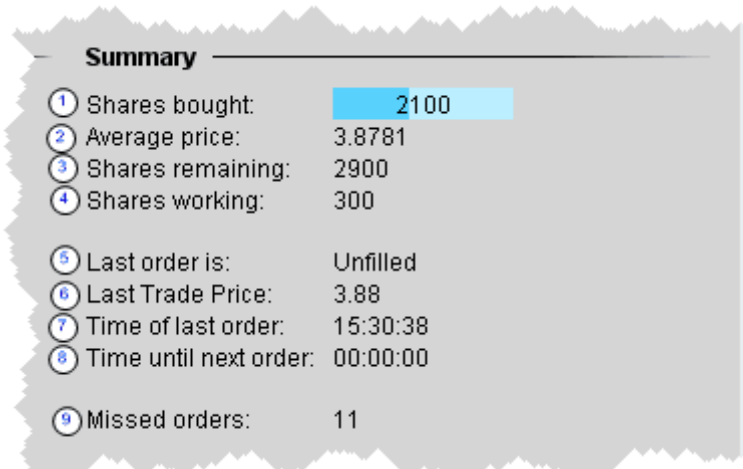 Summary
1 Shares bought: 2100
2 Average price: 3.8781
3 Shares remaining: 2900
4 Shares working: 300
5 Last order is: Unfilled
6 Last Trade Price: 3.88
7 Time of last order: 15:30:38
8 Time until next order: 00:00:00
9 Missed orders: 11